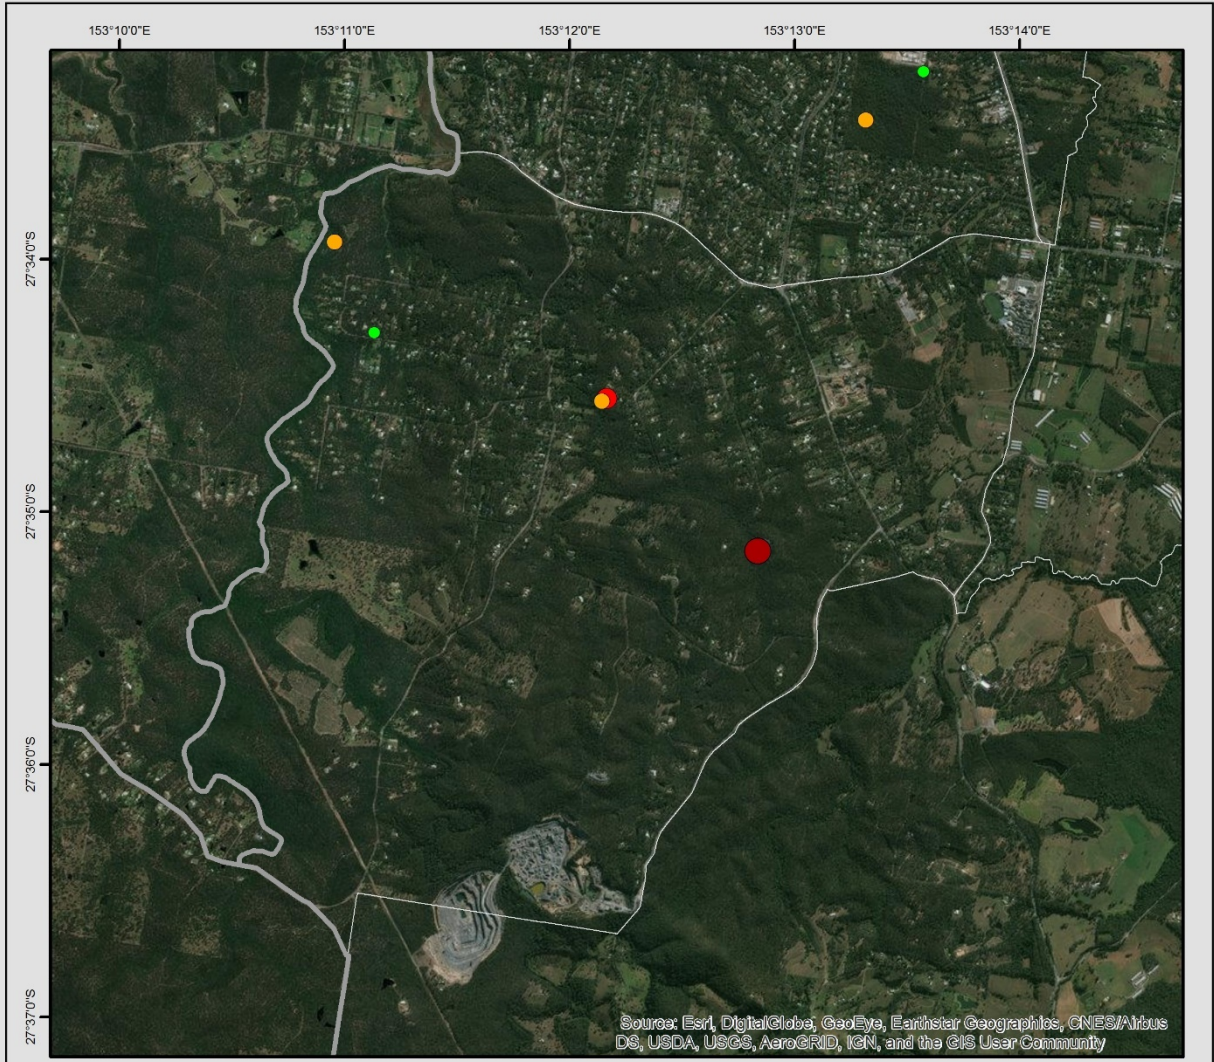 153°10'0"E 153°11'0"E 153°12'0"E 153°13'0"E 153°14'0"E
27°34'0"S
27°35'0"S
27°36'0"S
27°37'0"S
Source: Esri, DigitalGlobe, GeoEye, Earthstar Geographics, CNES/Airbus
DS, USDA, USGS, AeroGRID, IGN, and the GIS User Community